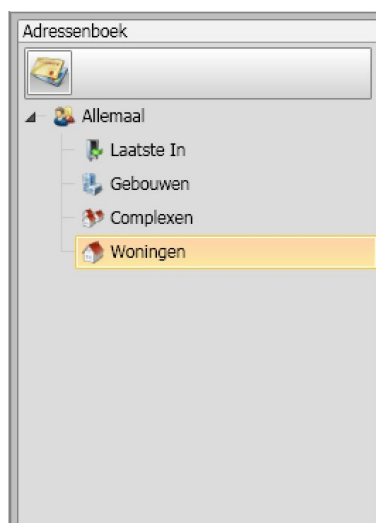 Adressenboek
Allemaal
Laatste In
Gebouwen
Complexen
Woningen